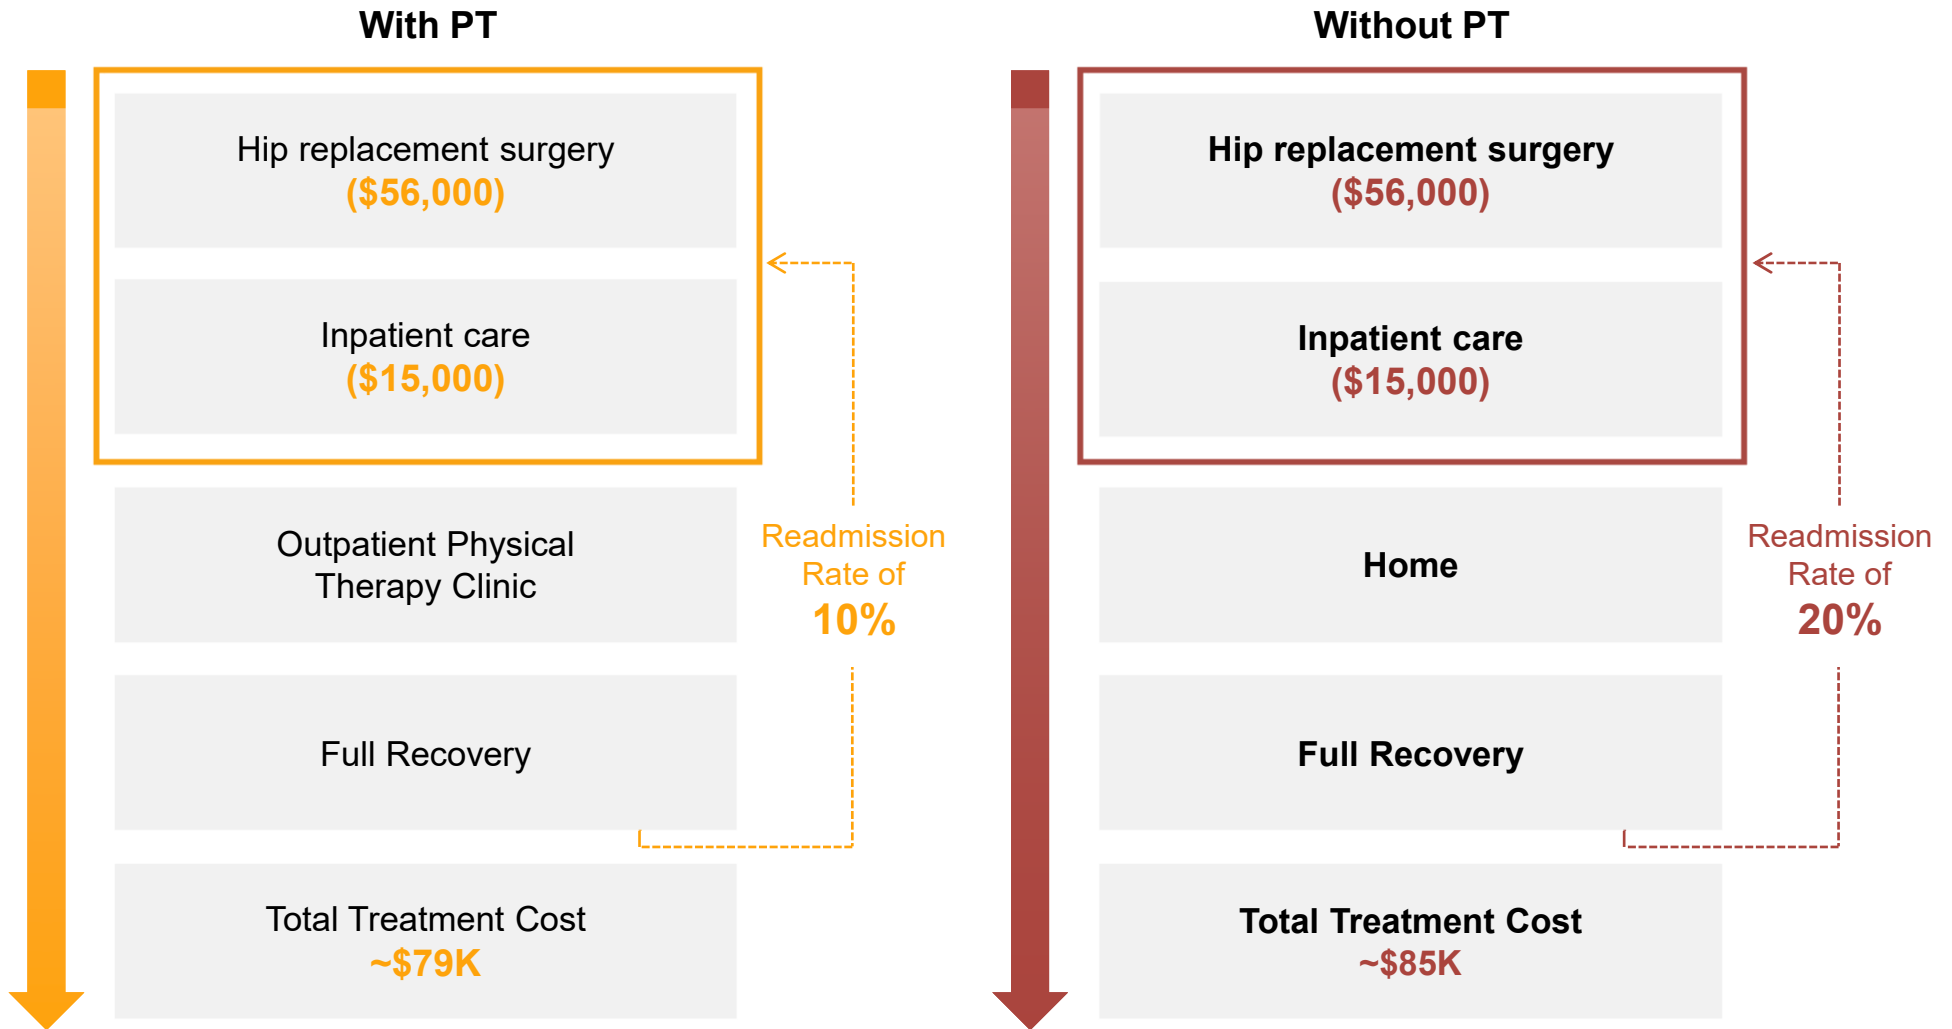 With PT
Hip replacement surgery
($56,000)
Inpatient care
($15,000)
Outpatient Physical
Therapy Clinic
Full Recovery
Total Treatment Cost
~$79K
Readmission
Rate of
10%
Without PT
Hip replacement surgery
($56,000)
Inpatient care
($15,000)
Home
Full Recovery
Total Treatment Cost
~$85K
Readmission
Rate of
20%